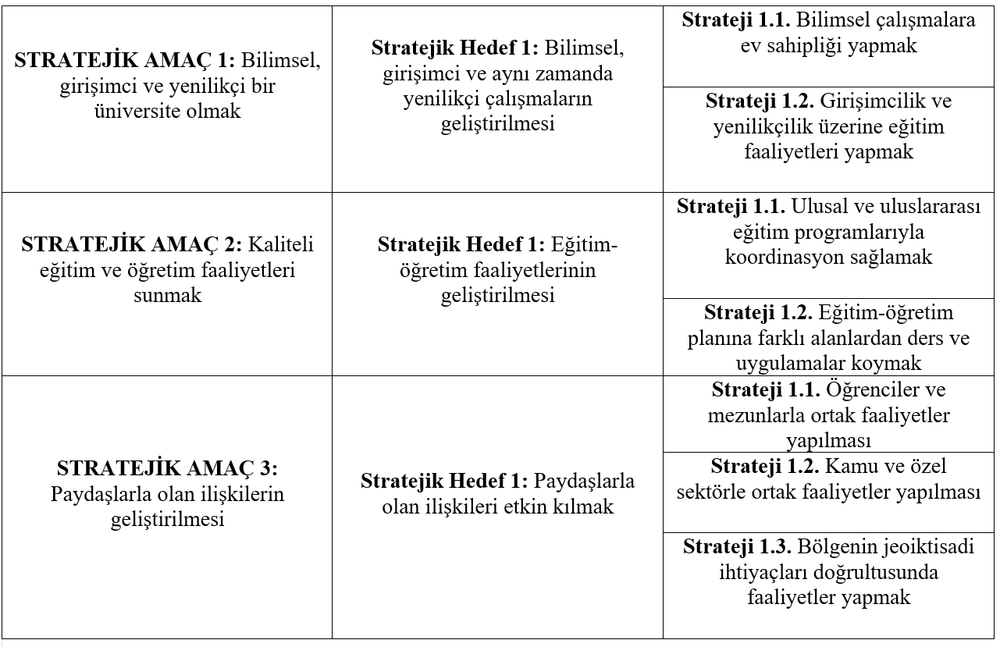 STRATEJİK AMAÇ 1: Bilimsel,
girişimci ve yenilikçi bir
üniversite olmak
Stratejik Hedef 1: Bilimsel,
girişimci ve aynı zamanda
yenilikçi çalışmaların
geliştirilmesi
Strateji 1.1. Bilimsel çalışmalara
ev sahipliği yapmak
Strateji 1.2. Girişimcilik ve
yenilikçilik üzerine eğitim
faaliyetleri yapmak
STRATEJİK AMAÇ 2: Kaliteli
eğitim ve öğretim faaliyetleri
sunmak
Stratejik Hedef 1: Eğitim-
öğretim faaliyetlerinin
geliştirilmesi
Strateji 1.1. Ulusal ve uluslararası
eğitim programlarıyla
koordinasyon sağlamak
Strateji 1.2. Eğitim-öğretim
planına farklı alanlardan ders ve
uygulamalar koymak
STRATEJİK AMAÇ 3:
Paydaşlarla olan ilişkilerin
geliştirilmesi
Stratejik Hedef 1: Paydaşlarla
olan ilişkileri etkin kılmak
Strateji 1.1. Öğrenciler ve
mezunlarla ortak faaliyetler
yapılması
Strateji 1.2. Kamu ve özel
sektörle ortak faaliyetler yapılması
Strateji 1.3. Bölgenin jeoiktisadi
ihtiyaçları doğrultusunda
faaliyetler yapmak